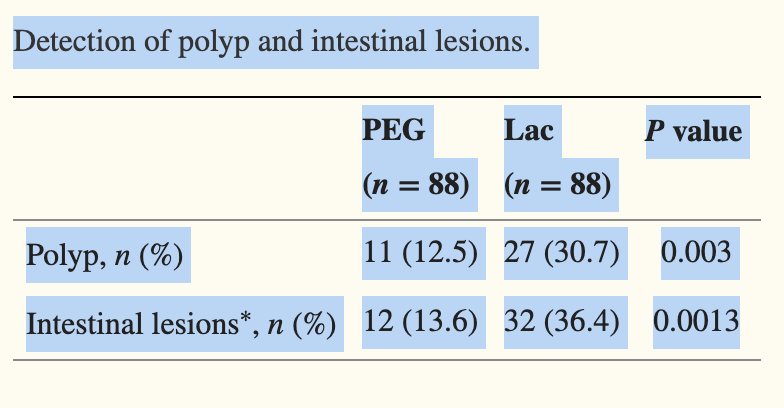 Detection of polyp and intestinal lesions.
PEG Lac P value
(n = 88) (n = 88)
Polyp, n (%) 11 (12.5) 27 (30.7) 0.003
Intestinal lesions*, n (%) 12 (13.6) 32 (36.4) 0.0013